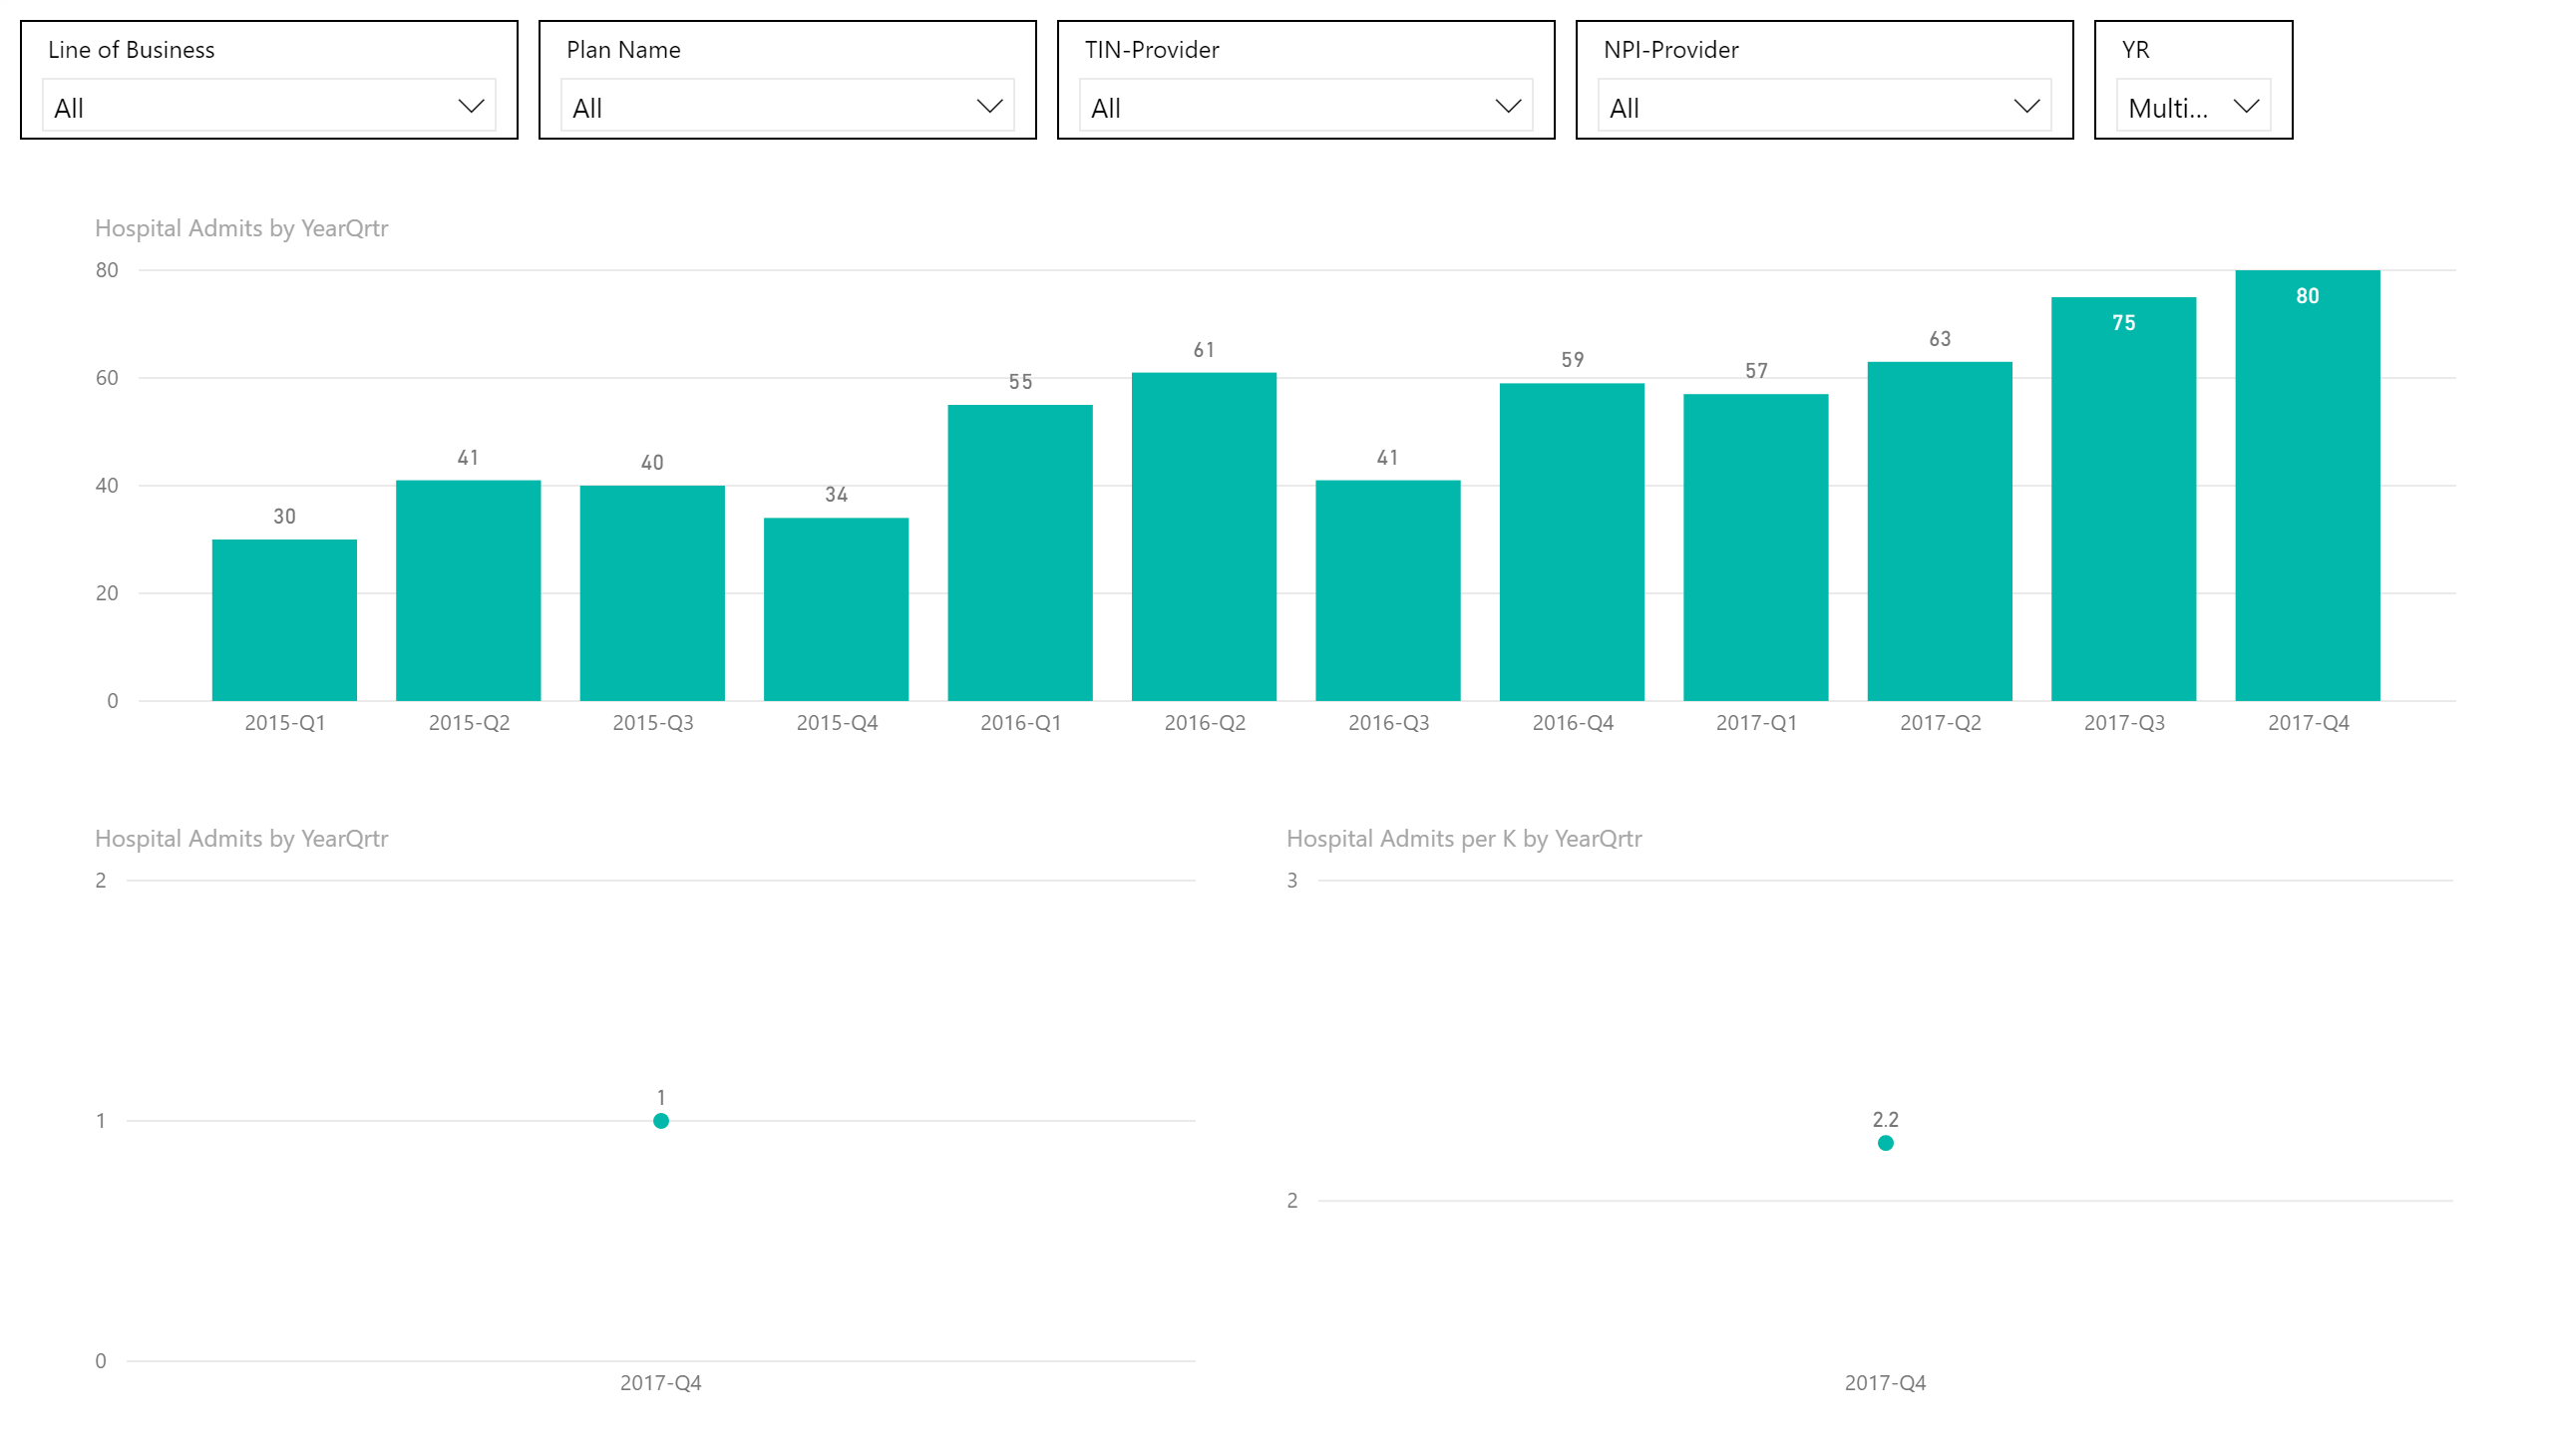 Line of Business
All
Plan Name
All
TIN-Provider
All
NPI-Provider
All
YR
Multi...
Hospital Admits by YearQrtr
80
60
40
20
0
30
41
40
34
55
61
41
59
57
63
75
80
2015-Q1
2015-Q2
2015-Q3
2015-Q4
2016-Q1
2016-Q2
2016-Q3
2016-Q4
2017-Q1
2017-Q2
2017-Q3
2017-Q4
Hospital Admits by YearQrtr
2
1
0
1
2017-Q4
Hospital Admits per K by YearQrtr
3
2
2.2
2017-Q4